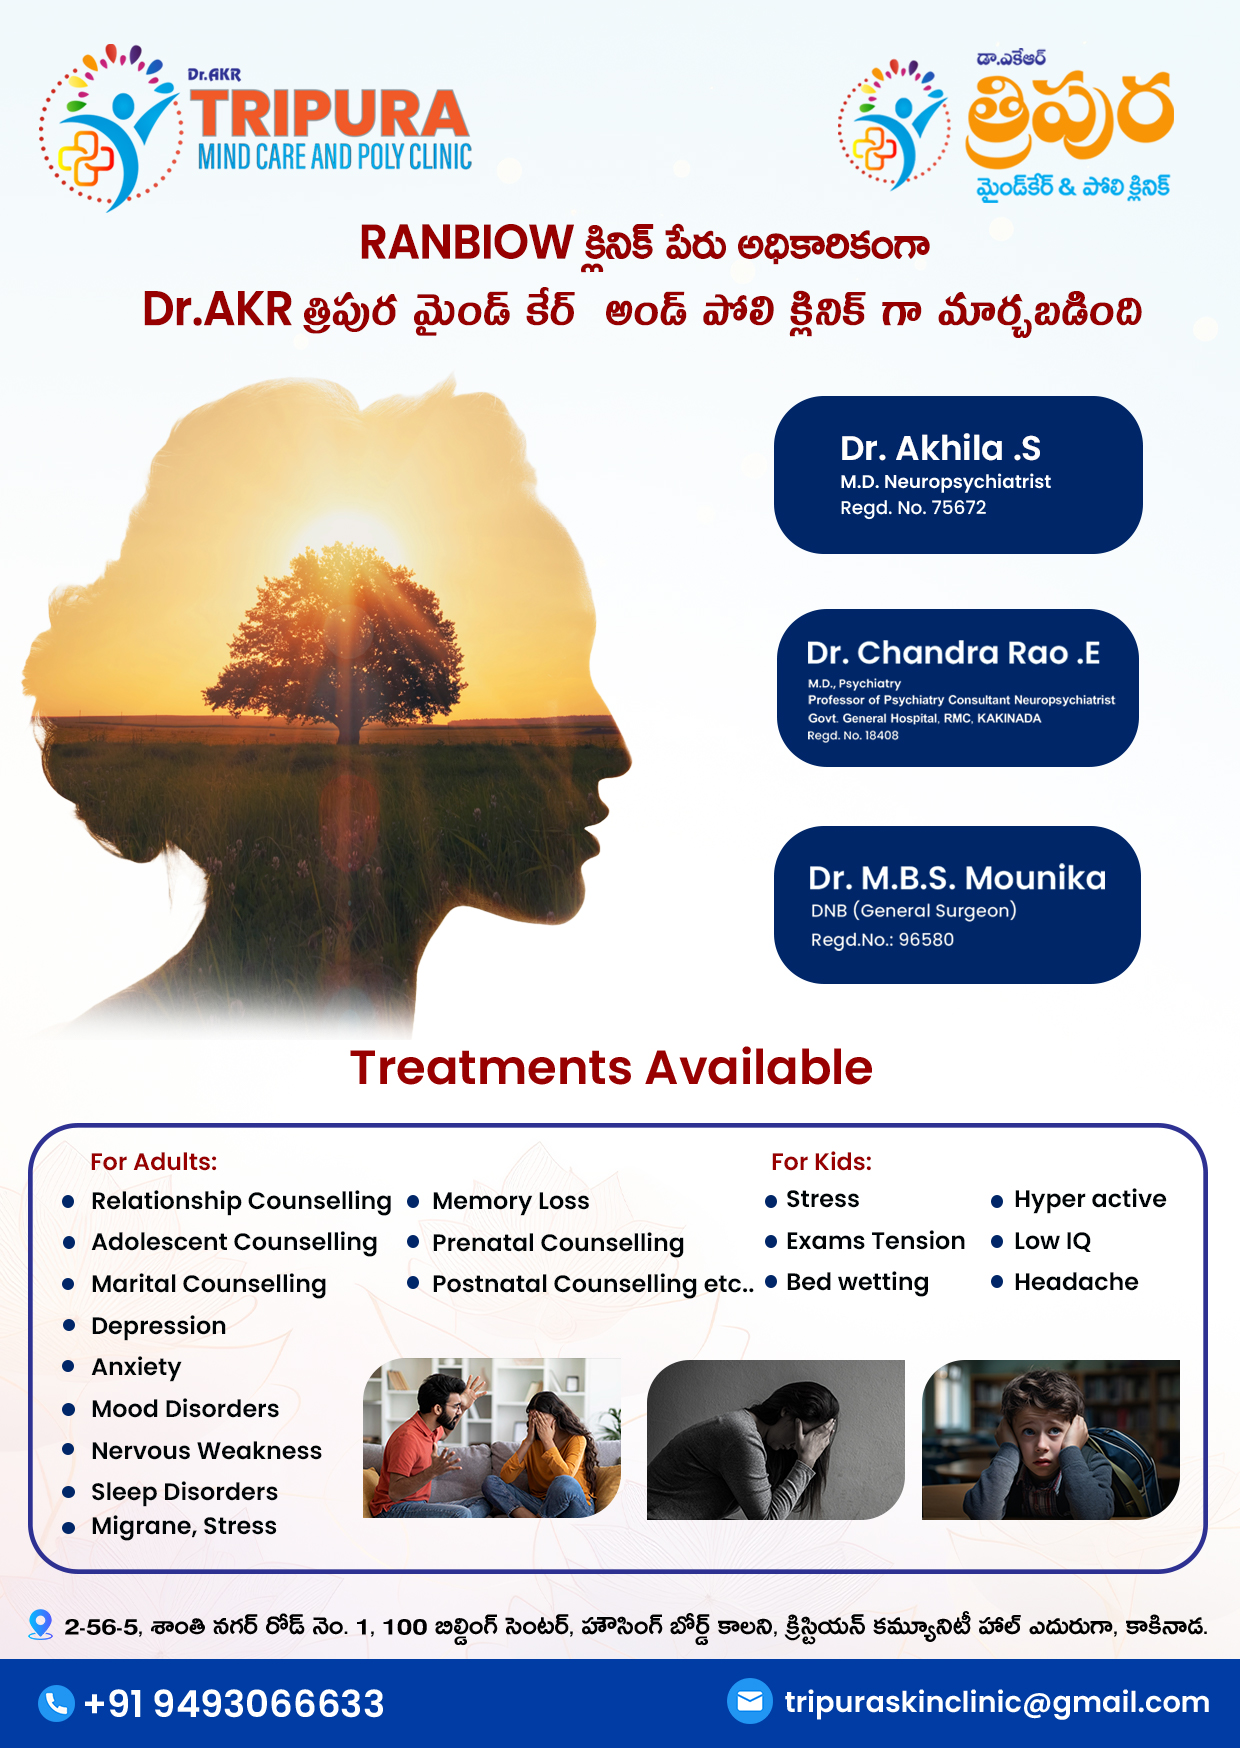 Dr.AKR
TRIPURA
MIND CARE AND POLY CLINIC
డా.ఎకేఆర్
త్రిపుర
మైండ్‌కేర్ & పోలి క్లినిక్
RANBIOW క్లినిక్ పేరు అధికారికంగా
Dr.AKR త్రిపుర మైండ్ కేర్ అండ్ పోలి క్లినిక్ గా మార్చబడింది
Dr. Akhila .S
M.D. Neuropsychiatrist
Regd. No. 75672
Dr. Chandra Rao .E
M.D., Psychiatry
Professor of Psychiatry Consultant Neuropsychiatrist
Govt. General Hospital, RMC, KAKINADA
Regd. No. 18408
Dr. M.B.S. Mounika
DNB (General Surgeon)
Regd.No.: 96580
Treatments Available
For Adults:
Relationship Counselling
Adolescent Counselling
Marital Counselling
Depression
Anxiety
Mood Disorders
Nervous Weakness
Sleep Disorders
Migrane, Stress
Memory Loss
Prenatal Counselling
Postnatal Counselling etc..
For Kids:
Stress
Exams Tension
Bed wetting
Hyper active
Low IQ
Headache
2-56-5, శాంతి నగర్ రోడ్ నెం. 1, 100 బిల్డింగ్ సెంటర్, హౌసింగ్ బోర్డ్ కాలని, క్రిస్టియన్ కమ్యూనిటీ హాల్ ఎదురుగా, కాకినాడ.
+91 9493066633
tripuraskinclinic@gmail.com